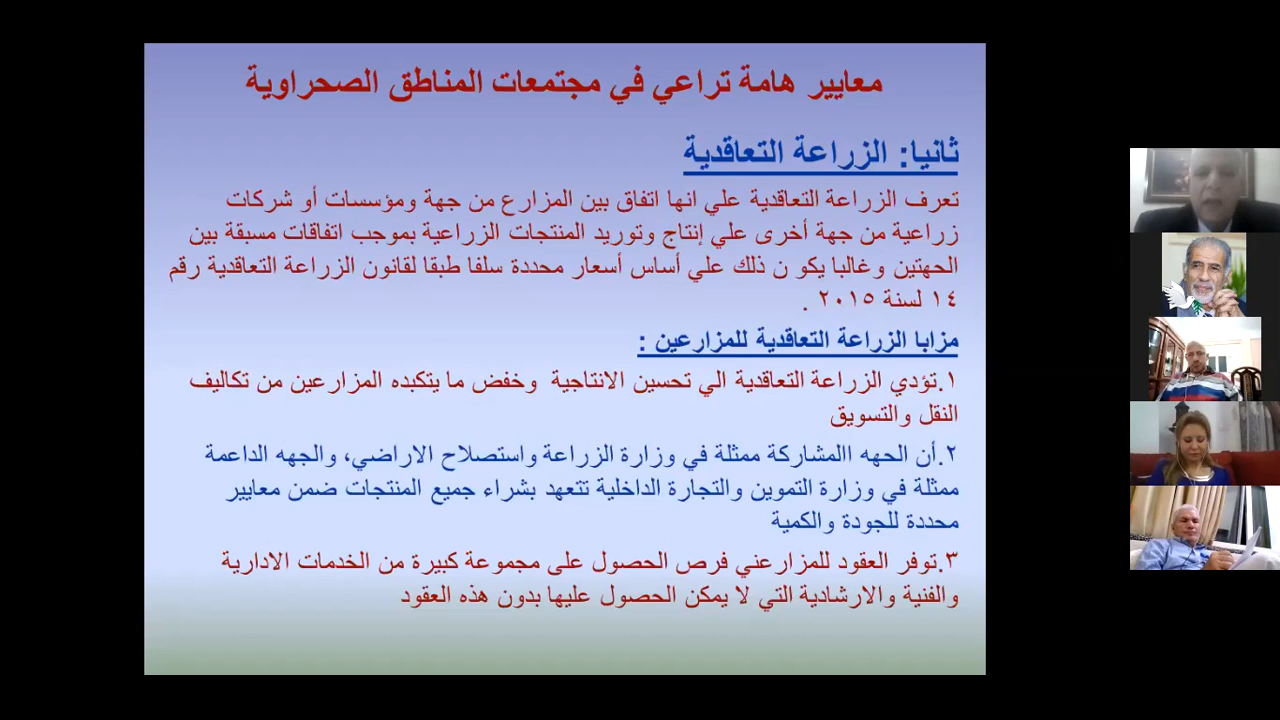 معايير هامة تراعي في مجتمعات المناطق الصحراوية
ثانيا: الزراعة التعاقدية
تعرف الزراعة التعاقدية علي انها اتفاق بين المزارع من جهة ومؤسسات أو شركات
زراعية من جهة أخرى علي إنتاج وتوريد المنتجات الزراعية بموجب اتفاقات مسبقة بين
الجهتين وغالبا يكو ن ذلك علي أساس أسعار محددة سلفا طبقا لقانون الزراعة التعاقدية رقم
١٤ لسنة ٢٠١٥ .
مزابا الزراعة التعاقدية للمزارعين :
١.تؤدي الزراعة التعاقدية الي تحسين الانتاجية وخفض ما يتكبده المزارعين من تكاليف
النقل والتسويق
٢.أن الجهه االمشاركة ممثلة في وزارة الزراعة واستصلاح الاراضي، والجهه الداعمة
ممثلة في وزارة التموين والتجارة الداخلية تتعهد بشراء جميع المنتجات ضمن معايير
محددة للجودة والكمية
٣.توفر العقود للمزارعني فرص الحصول على مجموعة كبيرة من الخدمات الادارية
والفنية والارشادية التي لا يمكن الحصول عليها بدون هذه العقود